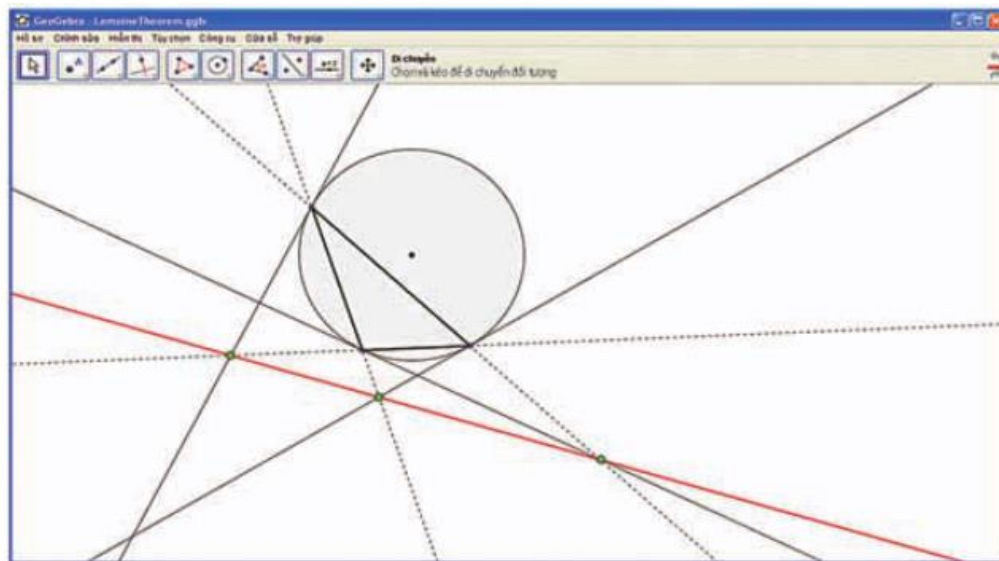 GeoGebra - LemoineTheorem.ggb
Hồ sơ Chỉnh sửa Hiển thị Tùy chọn Công cụ Cửa sổ Trợ giúp
A
a=2
Di chuyển
Chọn và kéo để di chuyển đối tượng